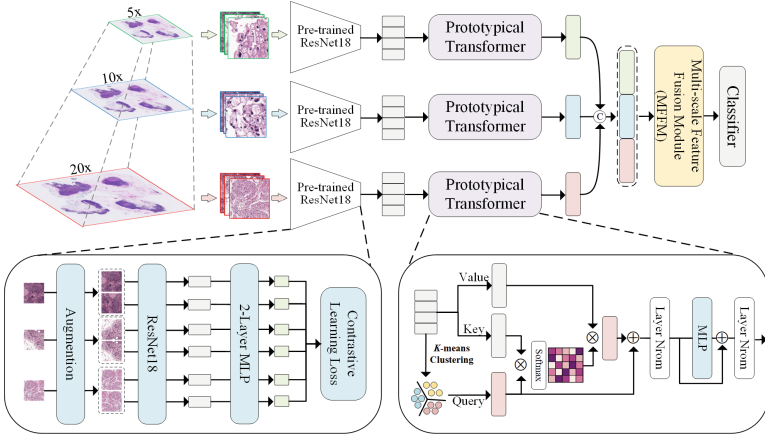 5x
Pre-trained
ResNet18
Prototypical
Transformer
10x
Pre-trained
ResNet18
Prototypical
Transformer
C
Multi-scale Feature
Fusion Module
(MFFM)
Classifier
20x
Pre-trained
ResNet18
Prototypical
Transformer
Augmention
ResNet18
2-Layer MLP
Contrastive
Learning Loss
Value
Key
K-means
Clustering
Query
Softmax
Layer Nrom
MLP
Layer Nrom